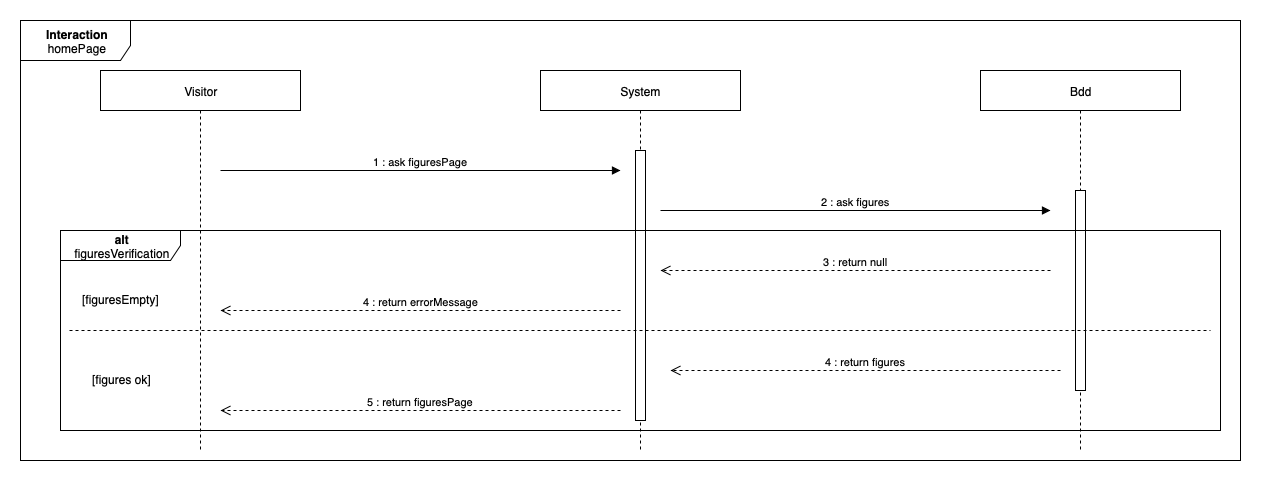 Interaction
homePage
Visitor
System
Bdd
1 : ask figuresPage
2 : ask figures
alt
figuresVerification
3 : return null
[figuresEmpty]
4 : return errorMessage
4 : return figures
[figures ok]
5 : return figuresPage